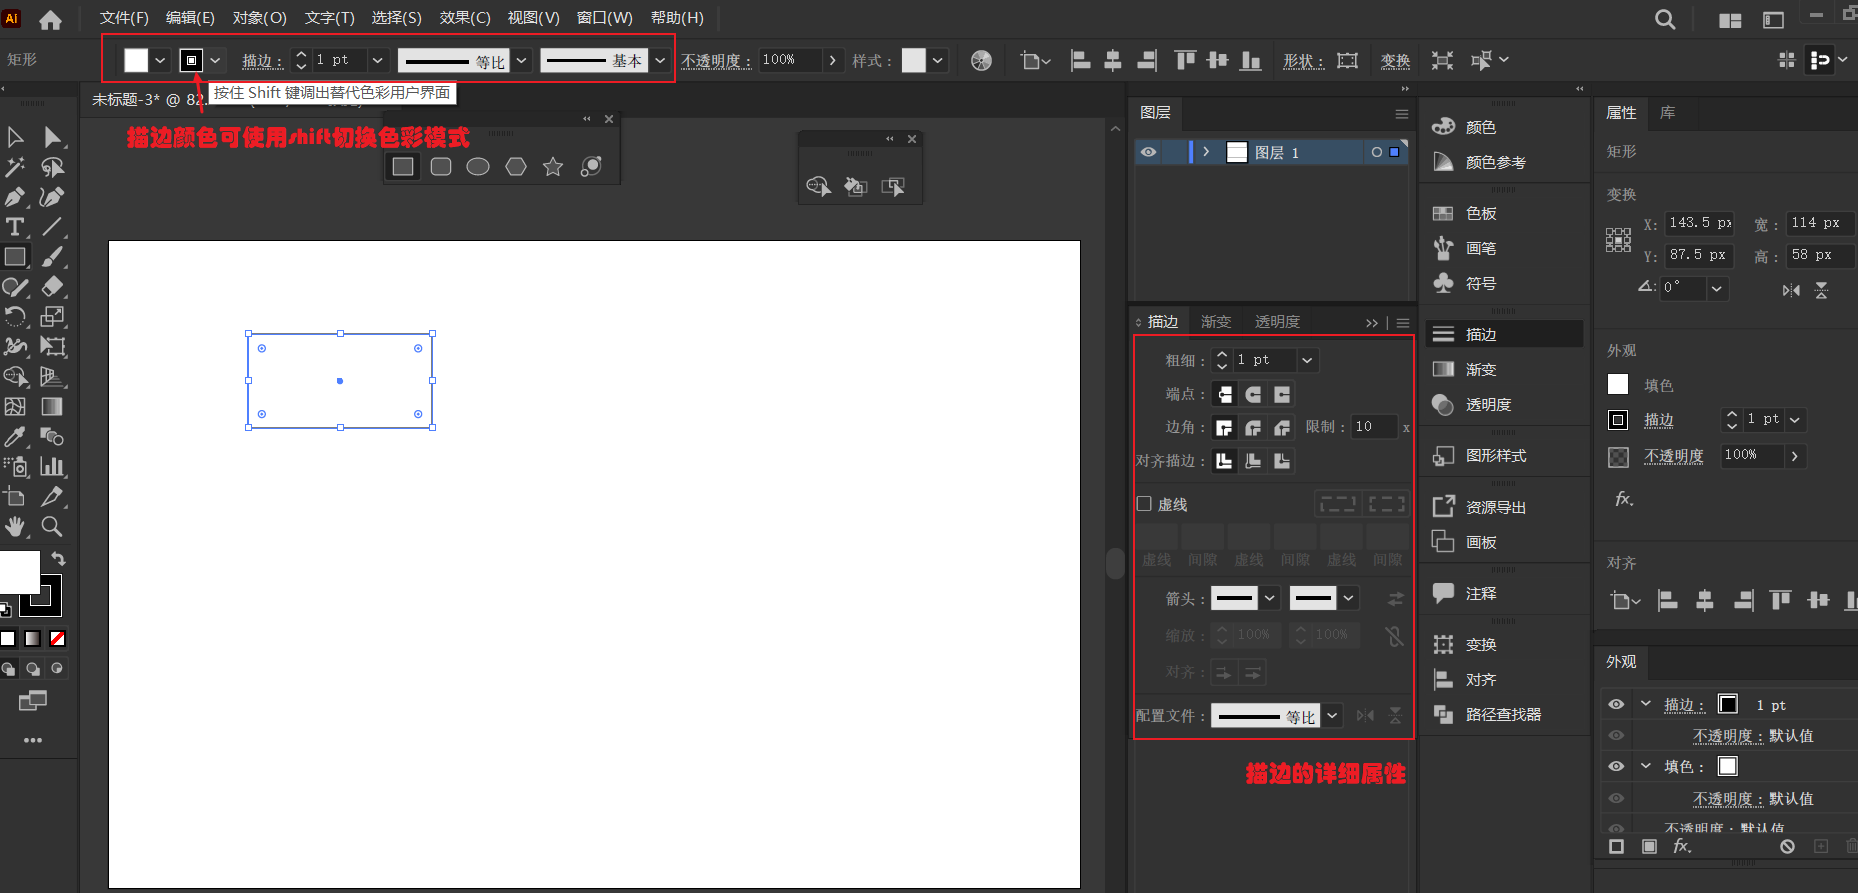 Ai
文件(F) 编辑(E) 对象(O) 文字(T) 选择(S) 效果(C) 视图(V) 窗口(W) 帮助(H)
矩形 描边： 1 pt 等比 基本 不透明度： 100% 样式： 形状： 变换
未标题-3* @ 82.
按住 Shift 键调出替代色彩用户界面
描边颜色可使用shift切换色彩模式
图层
图层 1
描边 渐变 透明度
粗细： 1 pt
端点：
边角： 限制： 10 x
对齐描边：
虚线
虚线 间隙 虚线 间隙 虚线 间隙
箭头：
缩放： 100% 100%
对齐：
配置文件： 等比
描边的详细属性
颜色
颜色参考
色板
画笔
符号
描边
渐变
透明度
图形样式
资源导出
画板
注释
变换
对齐
路径查找器
属性 库
矩形
变换
X: 143.5 px 宽： 114 px
Y: 87.5 px 高： 58 px
0°
外观
填色
描边 1 pt
不透明度 100%
fx.
对齐
外观
描边： 1 pt
不透明度： 默认值
填色：
不透明度： 默认值
不透明度： 默认值
fx.